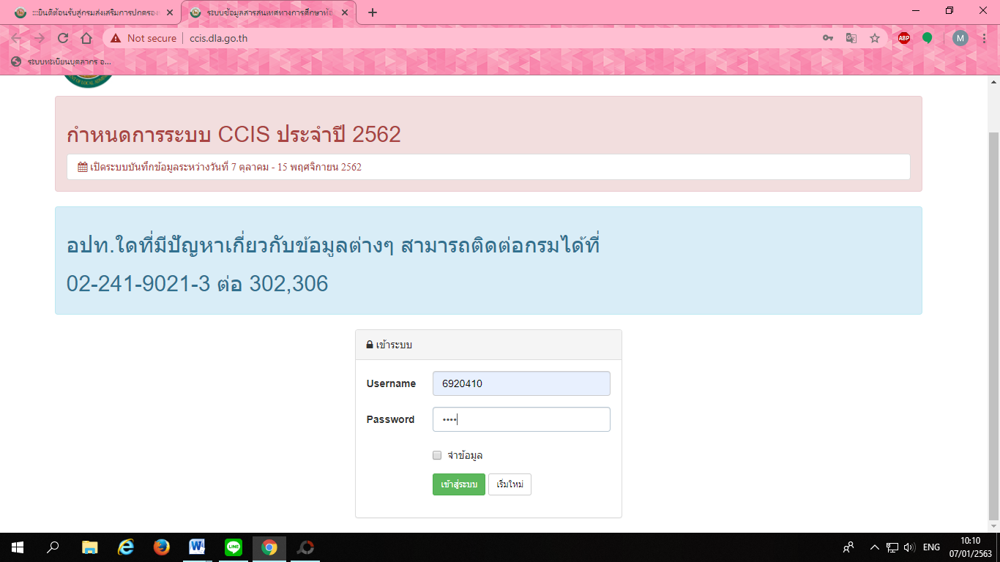 :::ยินดีต้อนรับสู่กรมส่งเสริมการปกครอง
ระบบข้อมูลสารสนเทศทางการศึกษาท้อ
Not secure
ccis.dla.go.th
ABP
M
ระบบทะเบียนบุคลากร อ...
กำหนดการระบบ CCIS ประจำปี 2562
เปิดระบบบันทึกข้อมูลระหว่างวันที่ 7 ตุลาคม - 15 พฤศจิกายน 2562
อปท.ใดที่มีปัญหาเกี่ยวกับข้อมูลต่างๆ สามารถติดต่อกรมได้ที่
02-241-9021-3 ต่อ 302,306
เข้าระบบ
Username 6920410
Password ••••
จำข้อมูล
เข้าสู่ระบบ เริ่มใหม่
LINE
ENG
10:10
07/01/2563